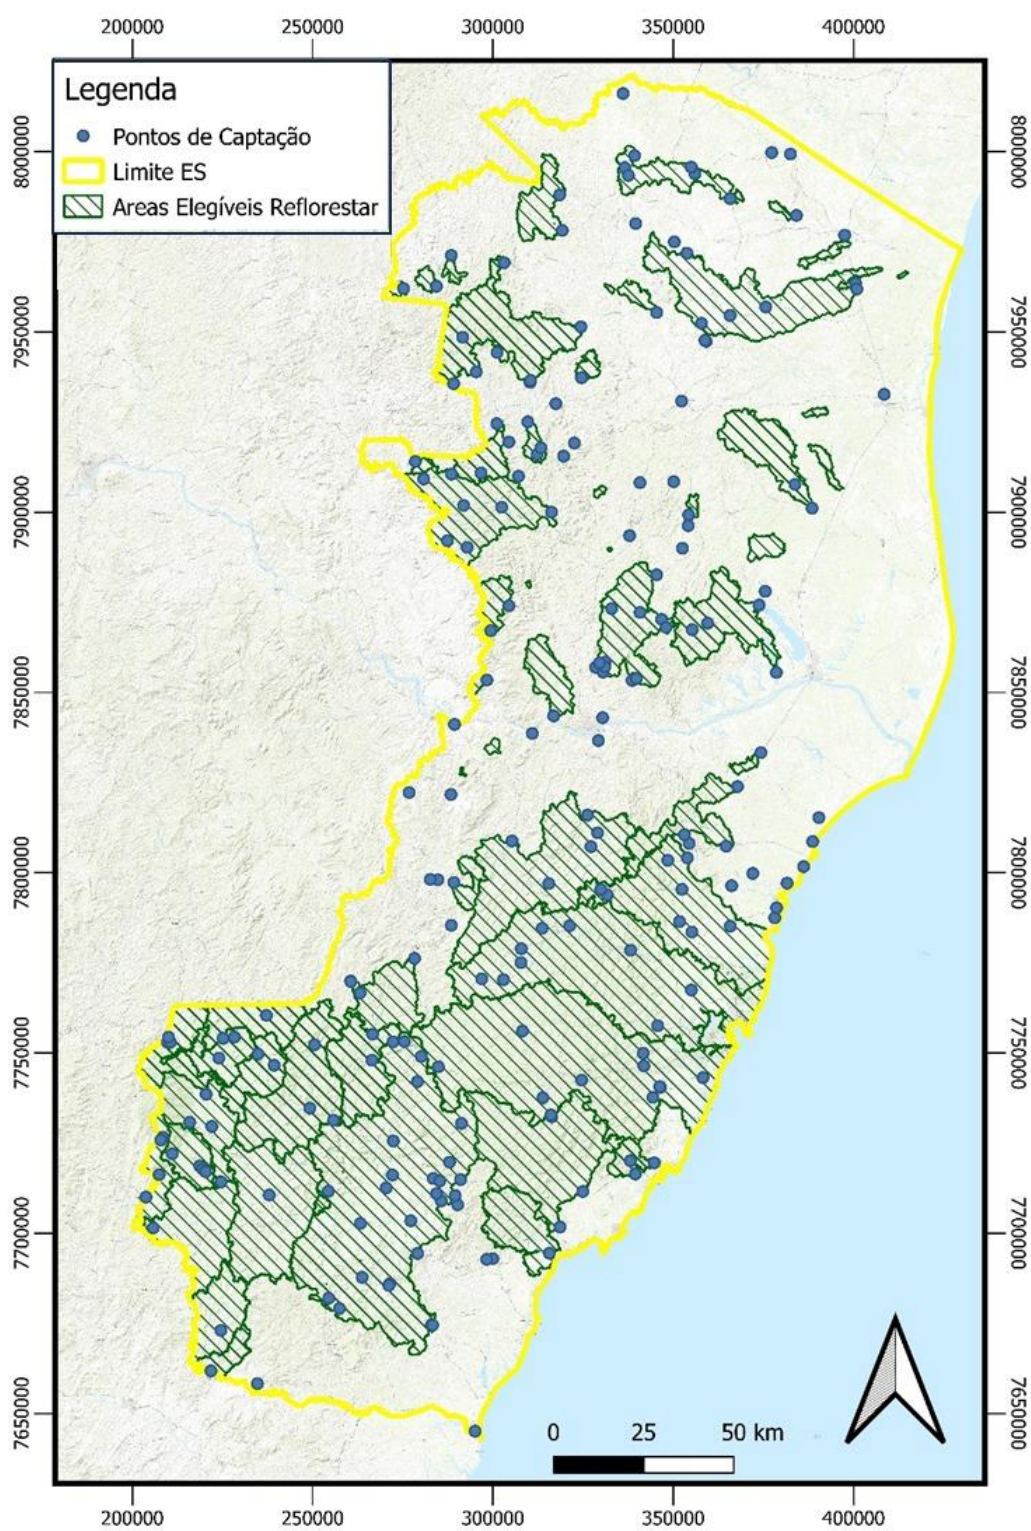 200000 250000 300000 350000 400000
Legenda
Pontos de Captação
Limite ES
Areas Elegíveis Reflorestar
8000000 8000000
7950000 7950000
7900000 7900000
7850000 7850000
7800000 7800000
7750000 7750000
7700000 7700000
7650000 7650000
0 25 50 km
200000 250000 300000 350000 400000